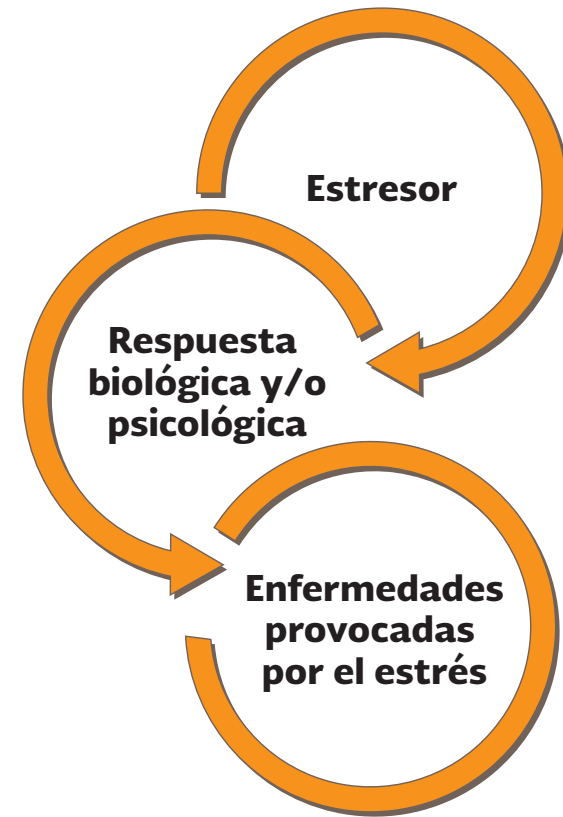 Estresor
Respuesta
biológica y/o
psicológica
Enfermedades
provocadas
por el estrés